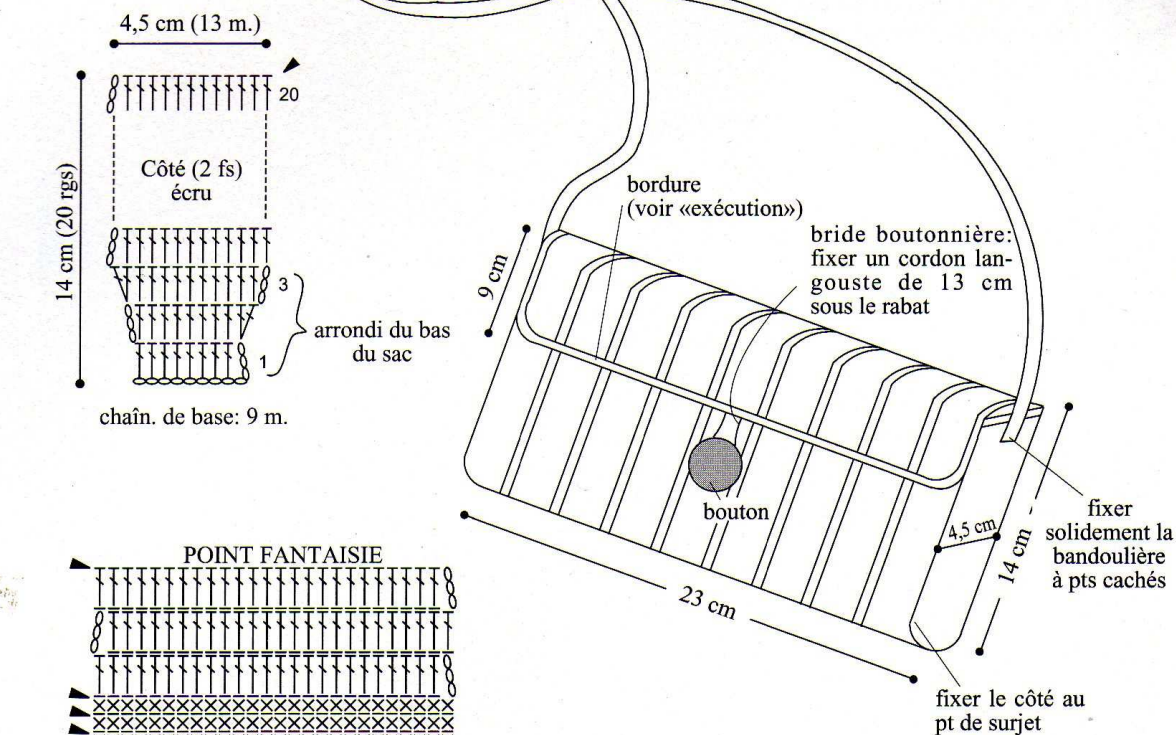 4,5 cm (13 m.)
20
14 cm (20 rgs)
Côté (2 fs)
écru
3
1
arrondi du bas
du sac
chaîn. de base: 9 m.
POINT FANTAISIE
bordure
(voir «exécution»)
bride boutonnière:
fixer un cordon lan-
gouste de 13 cm
sous le rabat
9 cm
bouton
23 cm
4,5 cm
14 cm
fixer
solidement la
bandoulière
à pts cachés
fixer le côté au
pt de surjet